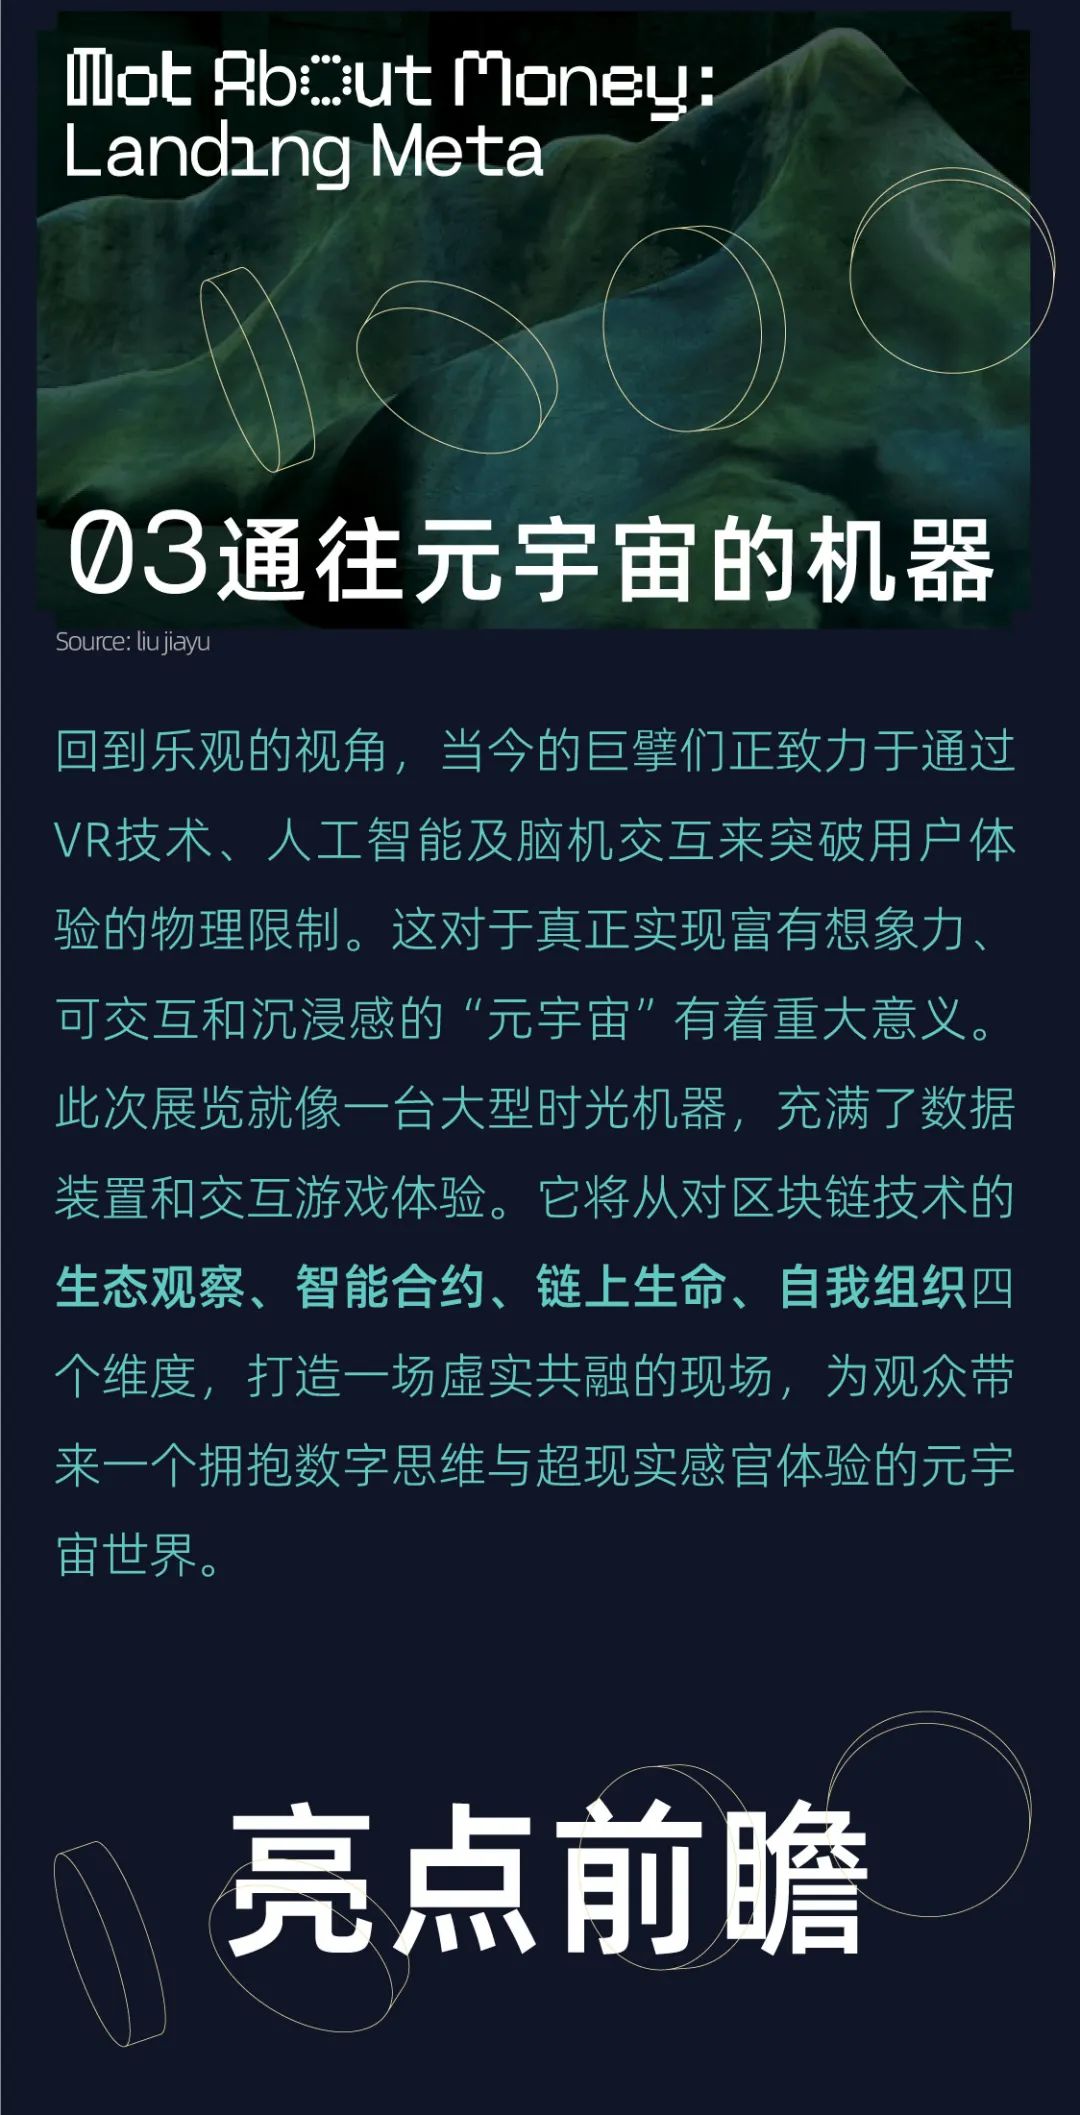 Not About Money:
Landing Meta
03通往元宇宙的机器
Source: liu jiayu
回到乐观的视角，当今的巨擘们正致力于通过
VR技术、人工智能及脑机交互来突破用户体
验的物理限制。这对于真正实现富有想象力、
可交互和沉浸感的“元宇宙”有着重大意义。
此次展览就像一台大型时光机器，充满了数据
装置和交互游戏体验。它将从对区块链技术的
生态观察、智能合约、链上生命、自我组织四
个维度，打造一场虚实共融的现场，为观众带
来一个拥抱数字思维与超现实感官体验的元宇
宙世界。
亮点前瞻